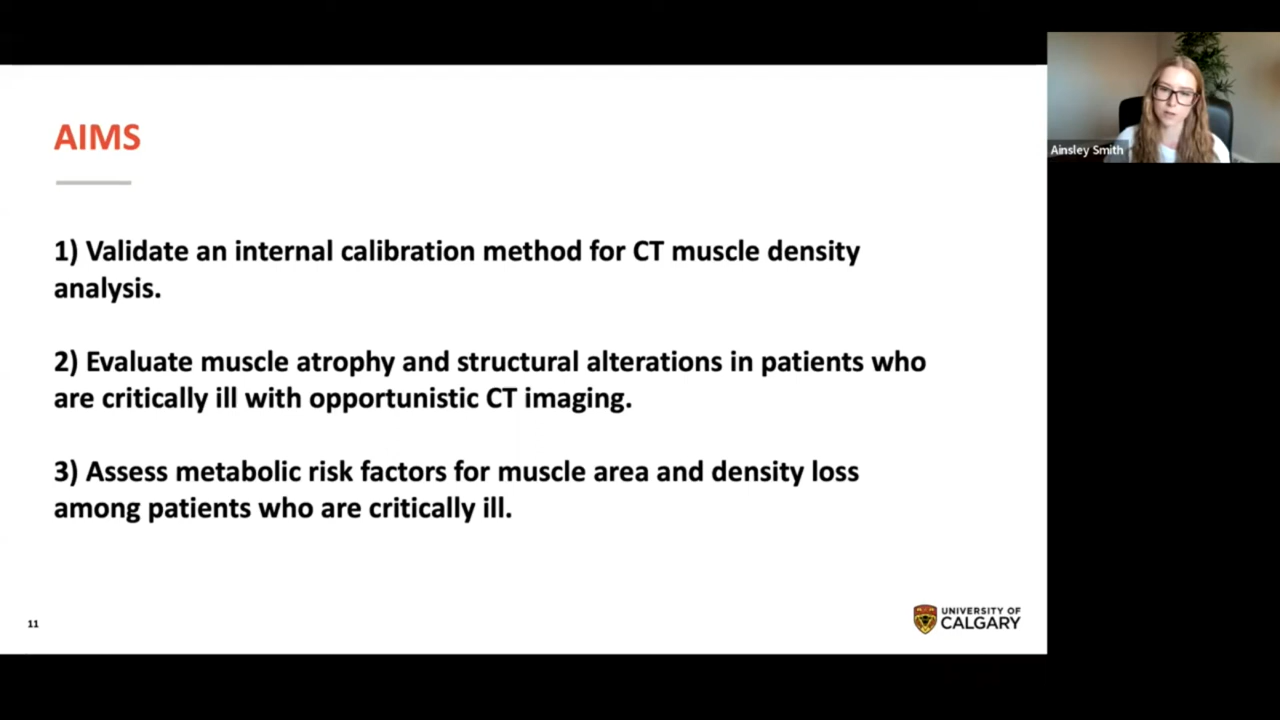 AIMS
1) Validate an internal calibration method for CT muscle density
analysis.
2) Evaluate muscle atrophy and structural alterations in patients who
are critically ill with opportunistic CT imaging.
3) Assess metabolic risk factors for muscle area and density loss
among patients who are critically ill.
11
UNIVERSITY OF
CALGARY
Ainsley Smith